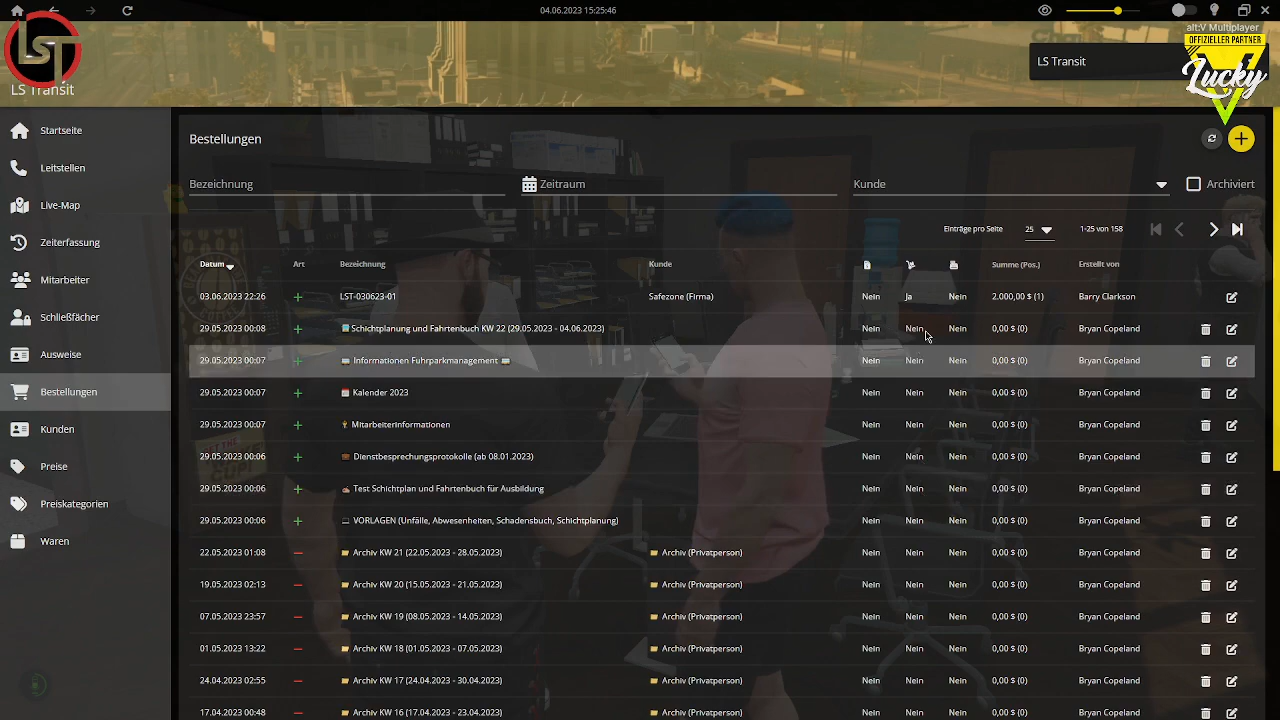 04.06.2023 15:25:46
alt:V Multiplayer
OFFIZIELLER PARTNER
Lucky
V
LST
LS Transit
LS Transit
Startseite
Leitstellen
Live-Map
Zeiterfassung
Mitarbeiter
Schließfächer
Ausweise
Bestellungen
Kunden
Preise
Preiskategorien
Waren
Bestellungen
Bezeichnung Zeitraum Kunde Archiviert
Einträge pro Seite 25 1-25 von 158
Datum Art Bezeichnung Kunde Summe (Pos.) Erstellt von
03.06.2023 22:26 + LST-030623-01 Safezone (Firma) Nein Ja Nein 2.000,00 $ (1) Barry Clarkson
29.05.2023 00:08 + Schichtplanung und Fahrtenbuch KW 22 (29.05.2023 - 04.06.2023) Nein Nein Nein 0,00 $ (0) Bryan Copeland
29.05.2023 00:07 + Informationen Fuhrparkmanagement Nein Nein Nein 0,00 $ (0) Bryan Copeland
29.05.2023 00:07 + Kalender 2023 Nein Nein Nein 0,00 $ (0) Bryan Copeland
29.05.2023 00:07 + Mitarbeiterinformationen Nein Nein Nein 0,00 $ (0) Bryan Copeland
29.05.2023 00:06 + Dienstbesprechungsprotokolle (ab 08.01.2023) Nein Nein Nein 0,00 $ (0) Bryan Copeland
29.05.2023 00:06 + Test Schichtplan und Fahrtenbuch für Ausbildung Nein Nein Nein 0,00 $ (0) Bryan Copeland
29.05.2023 00:06 + VORLAGEN (Unfälle, Abwesenheiten, Schadensbuch, Schichtplanung) Nein Nein Nein 0,00 $ (0) Bryan Copeland
22.05.2023 01:08 — Archiv KW 21 (22.05.2023 - 28.05.2023) Archiv (Privatperson) Nein Nein Nein 0,00 $ (0) Bryan Copeland
19.05.2023 02:13 — Archiv KW 20 (15.05.2023 - 21.05.2023) Archiv (Privatperson) Nein Nein Nein 0,00 $ (0) Bryan Copeland
07.05.2023 23:57 — Archiv KW 19 (08.05.2023 - 14.05.2023) Archiv (Privatperson) Nein Nein Nein 0,00 $ (0) Bryan Copeland
01.05.2023 13:22 — Archiv KW 18 (01.05.2023 - 07.05.2023) Archiv (Privatperson) Nein Nein Nein 0,00 $ (0) Bryan Copeland
24.04.2023 02:55 — Archiv KW 17 (24.04.2023 - 30.04.2023) Archiv (Privatperson) Nein Nein Nein 0,00 $ (0) Bryan Copeland
17.04.2023 00:48 — Archiv KW 16 (17.04.2023 - 23.04.2023) Archiv (Privatperson) Nein Nein Nein 0,00 $ (0) Bryan Copeland